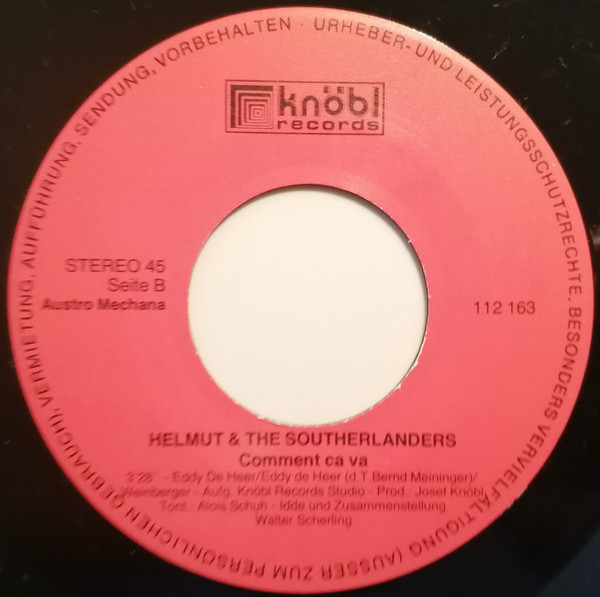 URHEBER- UND LEISTUNGSSCHUTZRECHTE, BESONDERS VERVIELFÄLTIGUNG (AUSSER ZUM PERSÖNLICHEN GEBRAUCH), VERMIETUNG, AUFFÜHRUNG, SENDUNG, VORBEHALTEN ·
knöbl
records
STEREO 45
Seite B
Austro Mechana
112 163
HELMUT & THE SOUTHERLANDERS
Comment ca va
3'28" - Eddy De Heer/Eddy de Heer (d.T.Bernd Meininger)/
Weinberger - Aufg. Knöbl Records Studio - Prod.: Josef Knöbl
Tont.: Alois Schuh - Idde und Zusammenstellung
Walter Scherling